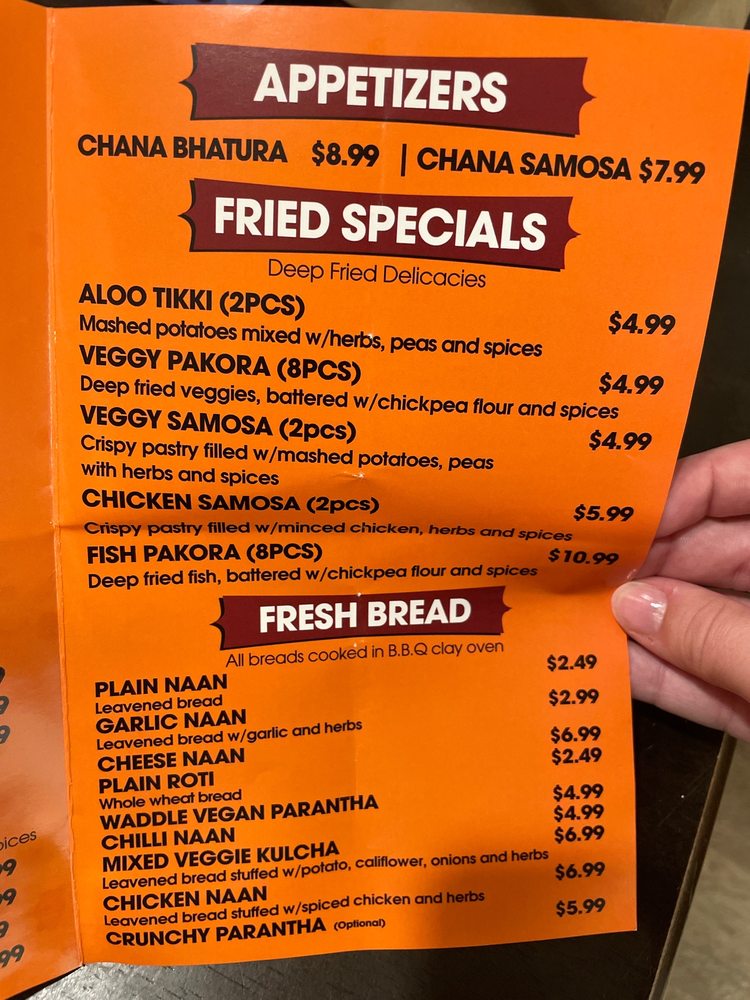 APPETIZERS
CHANA BHATURA $8.99 | CHANA SAMOSA $7.99
FRIED SPECIALS
Deep Fried Delicacies
ALOO TIKKI (2PCS) $4.99
Mashed potatoes mixed w/herbs, peas and spices
VEGGY PAKORA (8PCS) $4.99
Deep fried veggies, battered w/chickpea flour and spices
VEGGY SAMOSA (2pcs) $4.99
Crispy pastry filled w/mashed potatoes, peas
with herbs and spices
CHICKEN SAMOSA (2pcs) $5.99
Crispy pastry filled w/minced chicken, herbs and spices
FISH PAKORA (8PCS) $10.99
Deep fried fish, battered w/chickpea flour and spices
FRESH BREAD
All breads cooked in B.B.Q clay oven
PLAIN NAAN $2.49
Leavened bread
GARLIC NAAN $2.99
Leavened bread w/garlic and herbs
CHEESE NAAN $6.99
PLAIN ROTI $2.49
Whole wheat bread
WADDLE VEGAN PARANTHA $4.99
CHILLI NAAN $4.99
MIXED VEGGIE KULCHA $6.99
Leavened bread stuffed w/potato, califlower, onions and herbs
CHICKEN NAAN $6.99
Leavened bread stuffed w/spiced chicken and herbs
CRUNCHY PARANTHA (Optional) $5.99